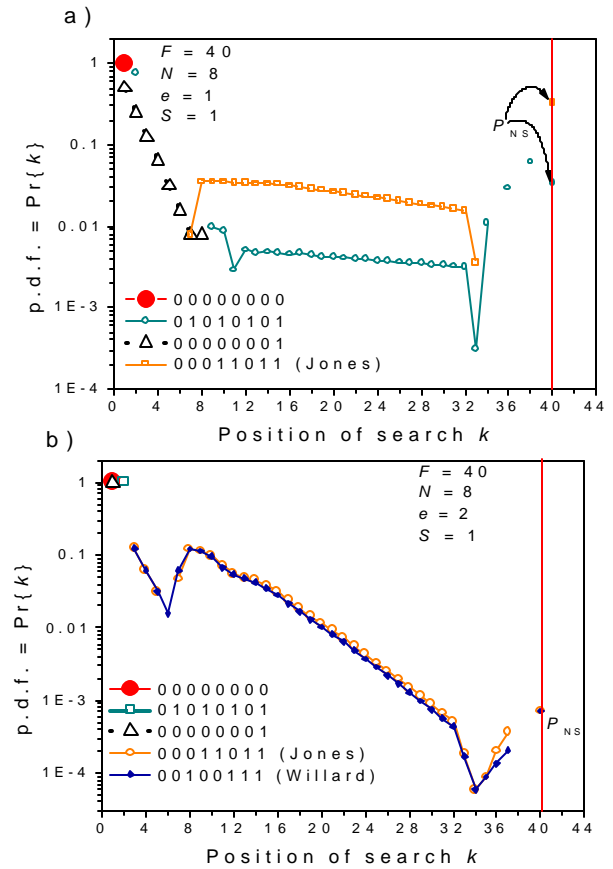 a)
F = 40
N = 8
e = 1
S = 1
P NS
p.d.f. = Pr{k}
1
0.1
0.01
1E-3
1E-4
00000000
01010101
00000001
00011011 (Jones)
0 4 8 12 16 20 24 28 32 36 40 44
Position of search k
b)
F = 40
N = 8
e = 2
S = 1
P NS
p.d.f. = Pr{k}
1
0.1
0.01
1E-3
1E-4
00000000
01010101
00000001
00011011 (Jones)
00100111 (Willard)
0 4 8 12 16 20 24 28 32 36 40 44
Position of search k